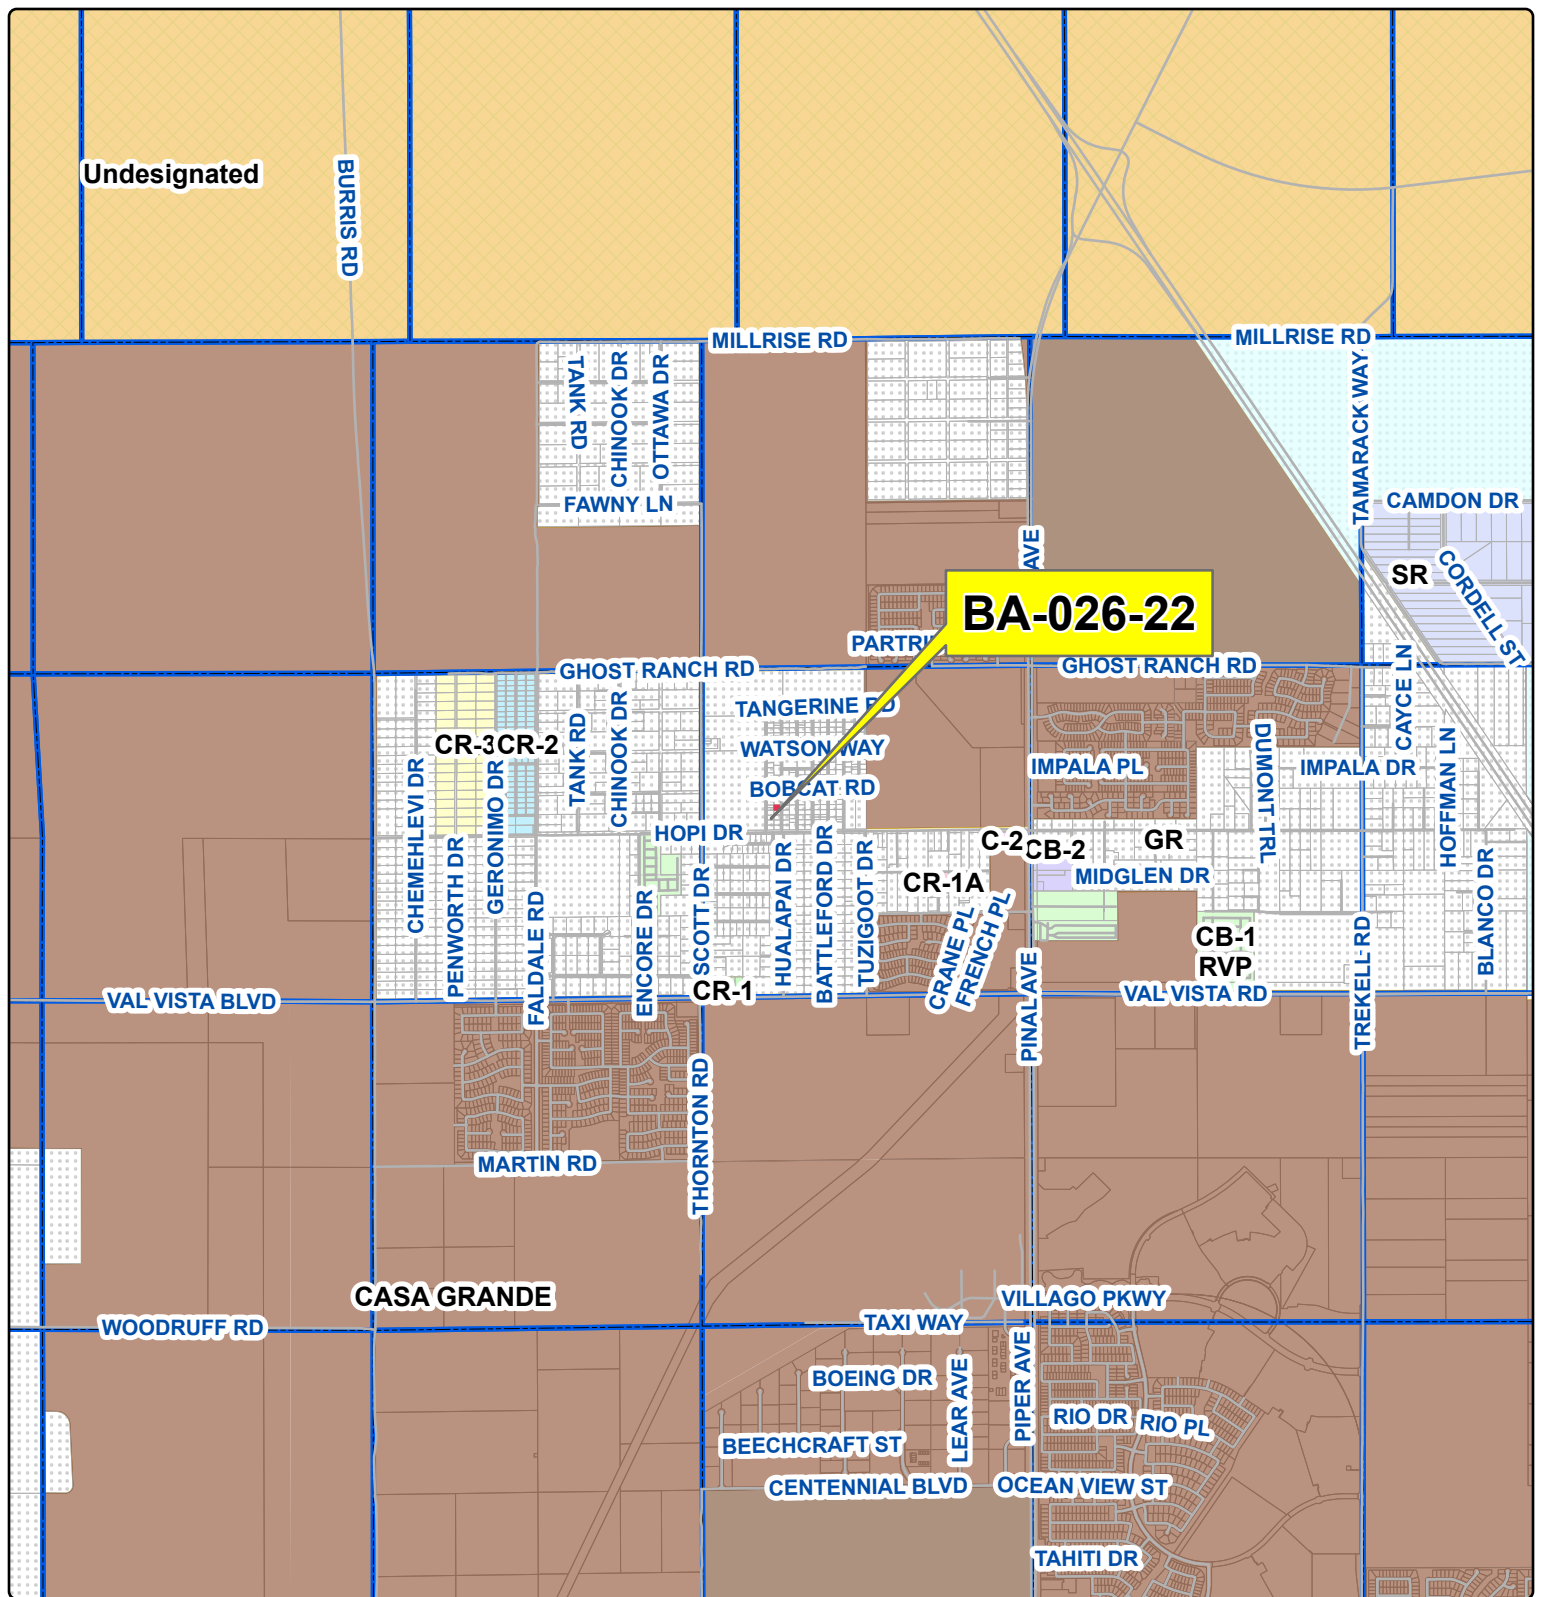 Undesignated
BURRIS RD
MILLRISE RD
MILLRISE RD
TANK RD
CHINOOK DR
OTTAWA DR
TAMARACK WAY
FAWNY LN
CAMDON DR
AVE
SR
CORDELL ST
BA-026-22
GHOST RANCH RD
GHOST RANCH RD
TANGERINE RD
CAYCE LN
CR-3
CR-2
TANK RD
CHINOOK DR
WATSON WAY
DUMONT TRL
HOFFMAN LN
IMPALA PL
IMPALA DR
BOBCAT RD
CHEMEHLEVI DR
GERONIMO DR
HOPI DR
C-2
CB-2
GR
PENWORTH DR
HUALAPAI DR
BATTLEFORD DR
TUZIGOOT DR
CR-1A
MIDGLEN DR
BLANCO DR
FALDALE RD
ENCORE DR
SCOTT DR
CRANE PL
FRENCH PL
CB-1
RVP
TREKELL RD
CR-1
VAL VISTA BLVD
VAL VISTA RD
PINAL AVE
THORNTON RD
MARTIN RD
CASA GRANDE
VILLAGO PKWY
WOODRUFF RD
TAXI WAY
BOEING DR
LEAR AVE
PIPER AVE
RIO DR
RIO PL
BEECHCRAFT ST
CENTENNIAL BLVD
OCEAN VIEW ST
TAHITI DR